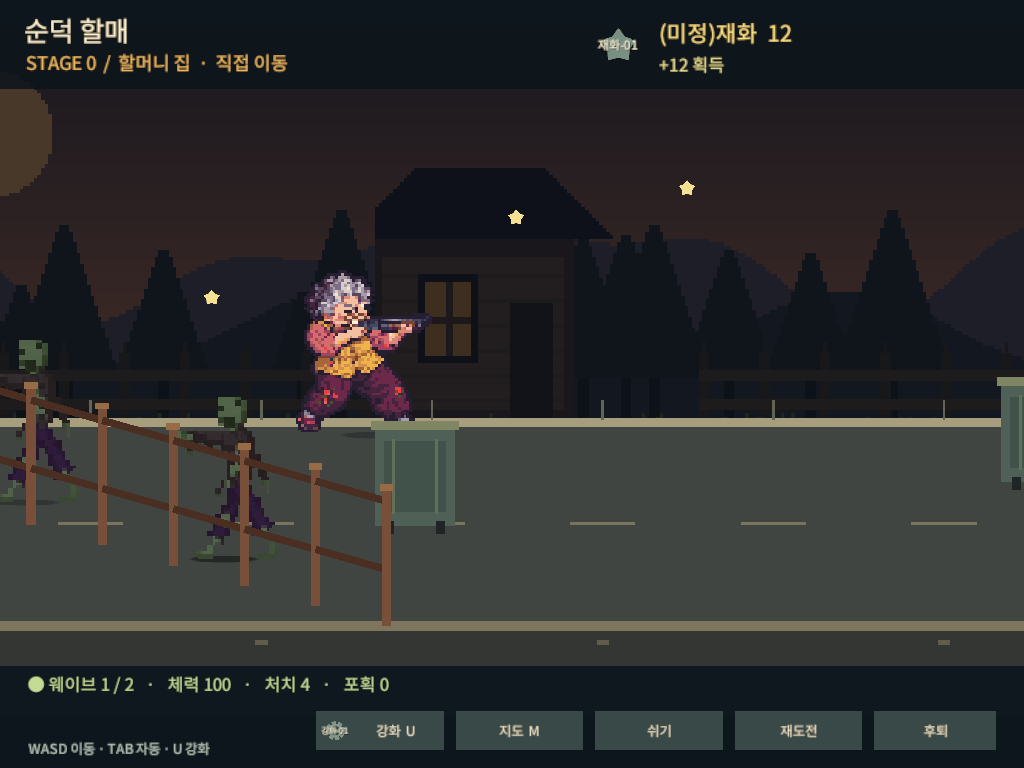 순덕 할매
STAGE 0 / 할머니 집 · 직접 이동
재화-01
(미정)재화 12
+12 획득
웨이브 1 / 2 · 체력 100 · 처치 4 · 포획 0
강화 U
지도 M
쉬기
재도전
후퇴
WASD 이동 · TAB 자동 · U 강화